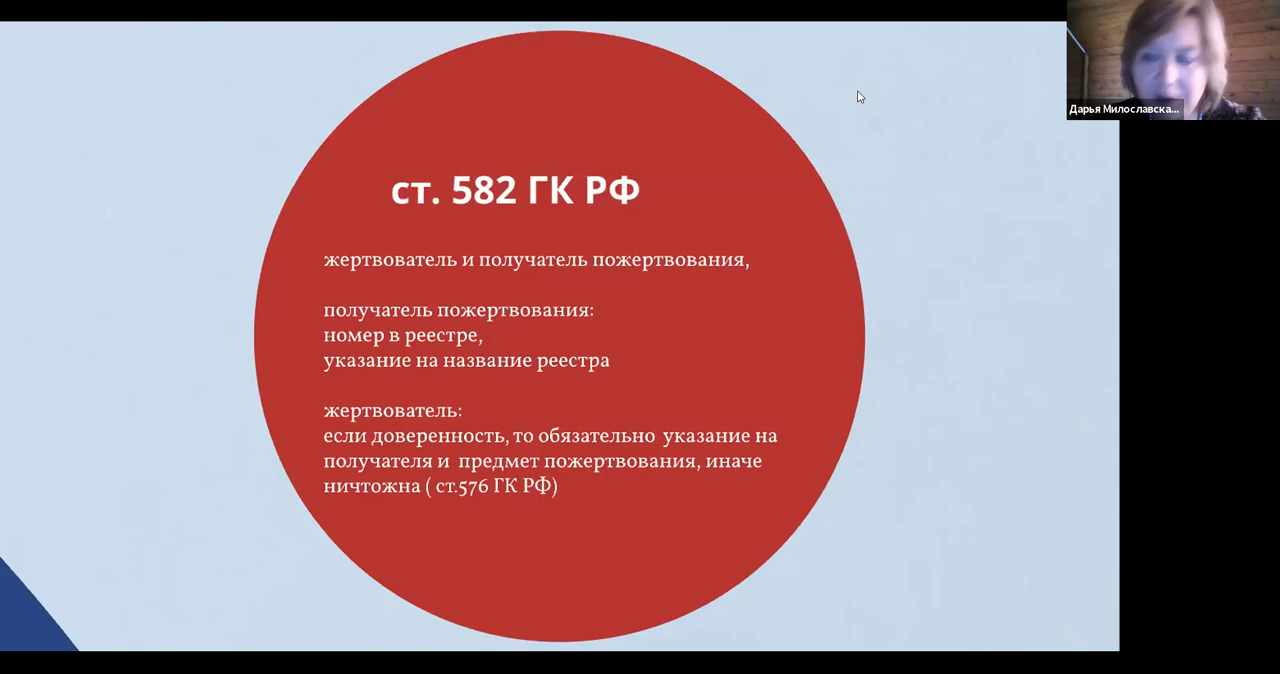 ст. 582 ГК РФ
жертвователь и получатель пожертвования,
получатель пожертвования:
номер в реестре,
указание на название реестра
жертвователь:
если доверенность, то обязательно указание на
получателя и предмет пожертвования, иначе
ничтожна ( ст.576 ГК РФ)
Дарья Милославска...